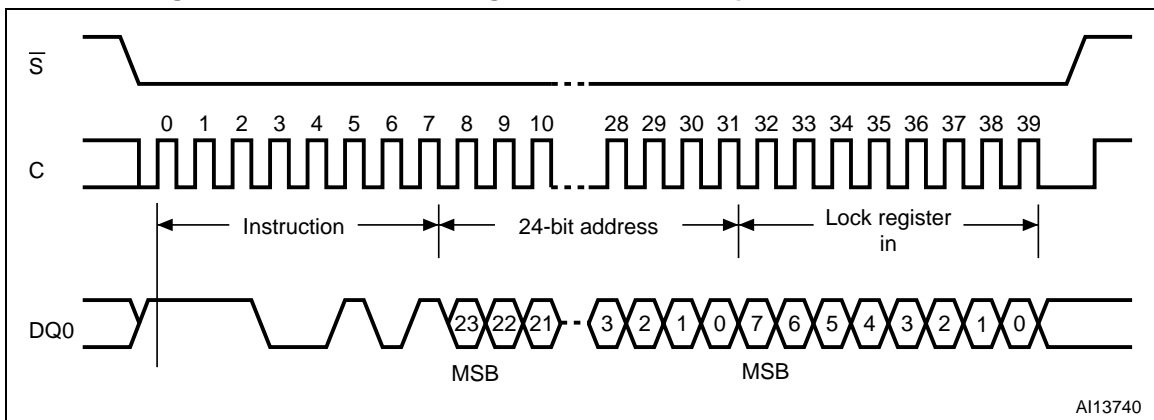 S̅
0 1 2 3 4 5 6 7 8 9 10 28 29 30 31 32 33 34 35 36 37 38 39
C
Instruction 24-bit address Lock register
in
DQ0 23 22 21 3 2 1 0 7 6 5 4 3 2 1 0
MSB MSB
AI13740